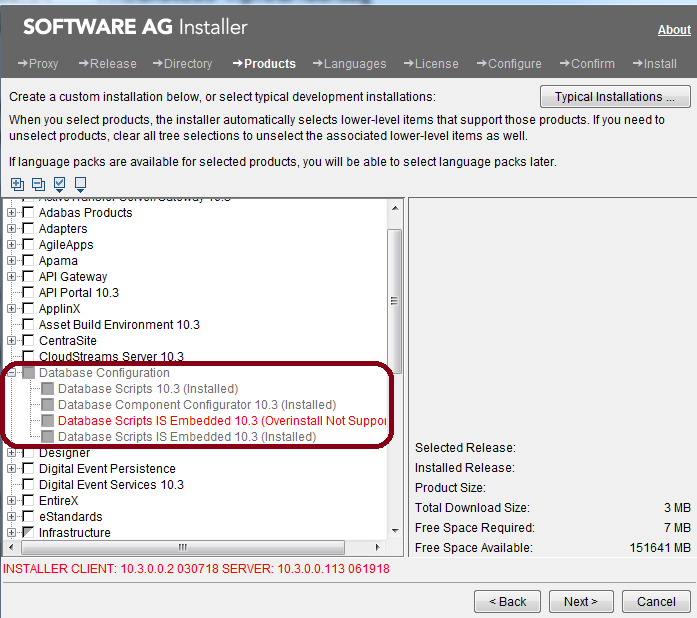 SOFTWARE AG Installer
About
Proxy
Release
Directory
Products
Languages
License
Configure
Confirm
Install
Create a custom installation below, or select typical development installations:
Typical Installations ...
When you select products, the installer automatically selects lower-level items that support those products. If you need to
unselect products, clear all tree selections to unselect the associated lower-level items as well.
If language packs are available for selected products, you will be able to select language packs later.
ActiveTransfer Server/Gateway 10.3
Adabas Products
Adapters
AgileApps
Apama
API Gateway
API Portal 10.3
ApplinX
Asset Build Environment 10.3
CentraSite
CloudStreams Server 10.3
Database Configuration
Database Scripts 10.3 (Installed)
Database Component Configurator 10.3 (Installed)
Database Scripts IS Embedded 10.3 (Overinstall Not Suppo
Database Scripts IS Embedded 10.3 (Installed)
Designer
Digital Event Persistence
Digital Event Services 10.3
EntireX
eStandards
Infrastructure
Selected Release:
Installed Release:
Product Size:
Total Download Size: 3 MB
Free Space Required: 7 MB
Free Space Available: 151641 MB
INSTALLER CLIENT: 10.3.0.0.2 030718 SERVER: 10.3.0.0.113 061918
< Back
Next >
Cancel